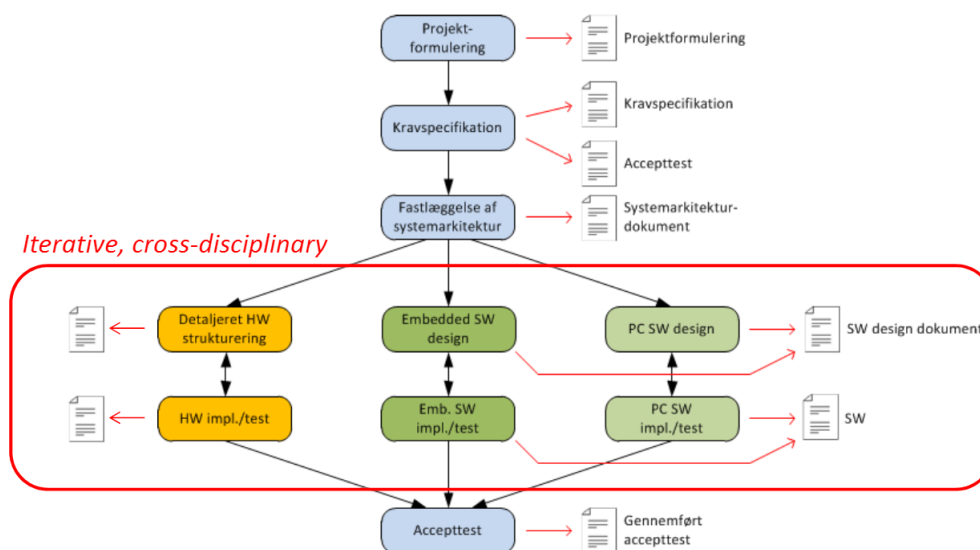 Projekt-
formulering
Projektformulering
Kravspecifikation
Kravspecifikation
Accepttest
Fastlæggelse af
systemarkitektur
Systemarkitektur-
dokument
Iterative, cross-disciplinary
Detaljeret HW
strukturering
Embedded SW
design
PC SW design
SW design dokument
HW impl./test
Emb. SW
impl./test
PC SW
impl./test
SW
Accepttest
Gennemført
accepttest